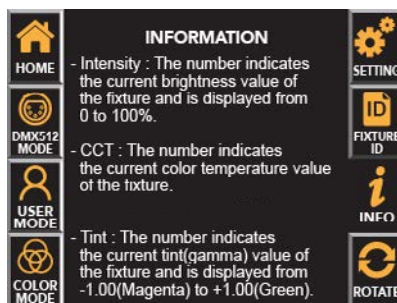 HOME
DMX512
MODE
USER
MODE
COLOR
MODE
INFORMATION
- Intensity : The number indicates
the current brightness value of
the fixture and is displayed from
0 to 100%.
- CCT : The number indicates
the current color temperature value
of the fixture.
- Tint : The number indicates
the current tint(gamma) value of
the fixture and is displayed from
-1.00(Magenta) to +1.00(Green).
SETTING
ID
FIXTURE
ID
i
INFO
ROTATE